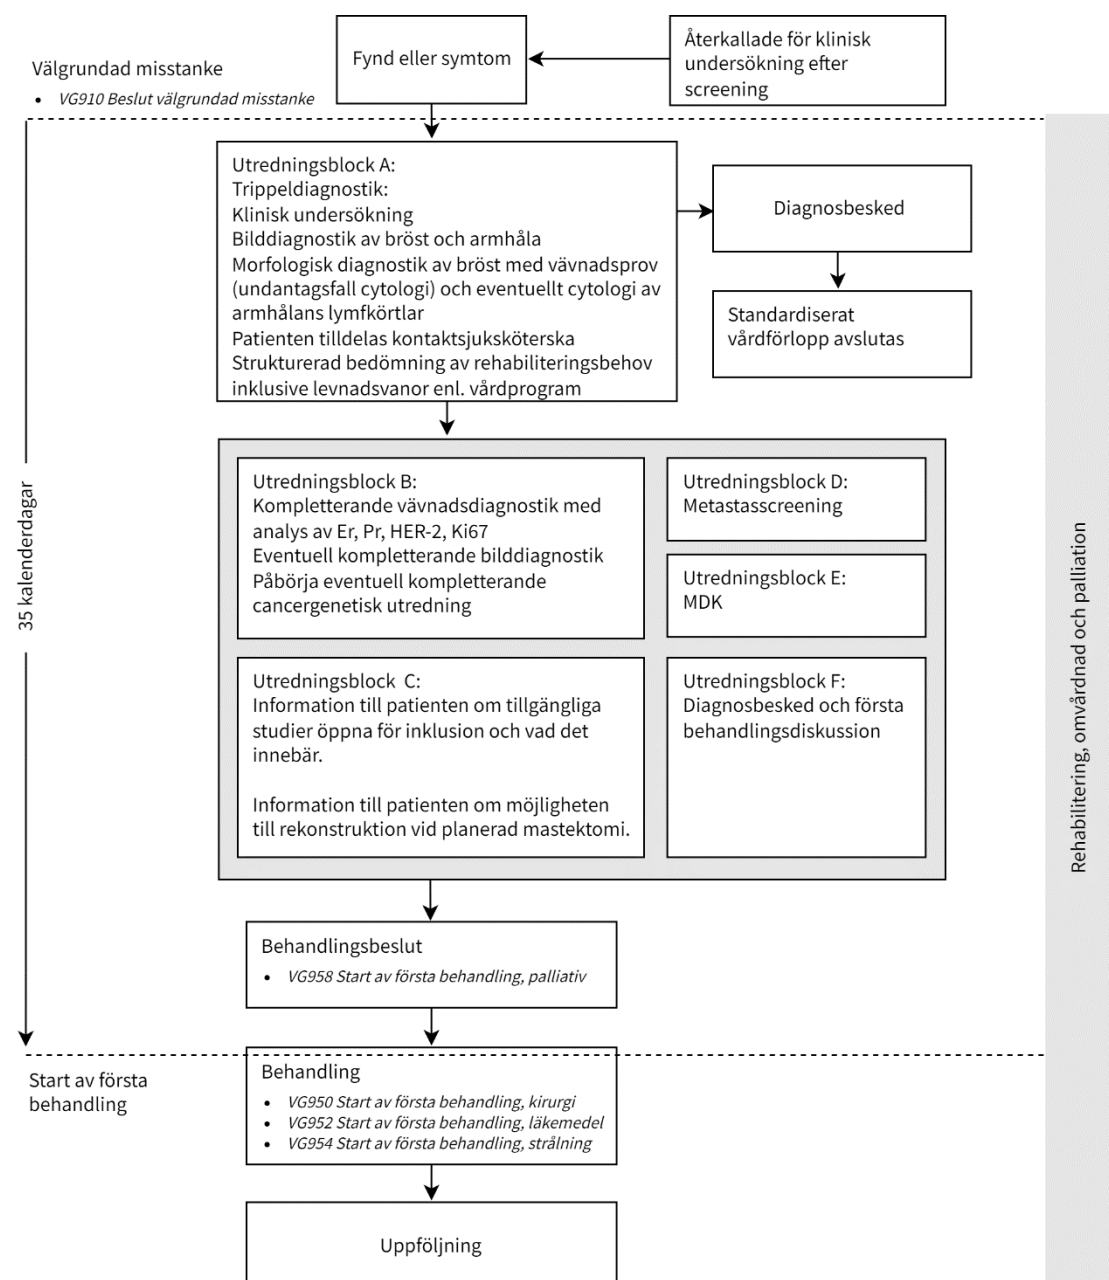 Fynd eller symtom
Återkallade för klinisk
undersökning efter
screening
Välgrundad misstanke
• VG910 Beslut välgrundad misstanke
Utredningsblock A:
Trippeldiagnostik:
Klinisk undersökning
Bilddiagnostik av bröst och armhåla
Morfologisk diagnostik av bröst med vävnadsprov
(undantagsfall cytologi) och eventuellt cytologi av
armhålans lymfkörtlar
Patienten tilldelas kontaktsjuksköterska
Strukturerad bedömning av rehabiliteringsbehov
inklusive levnadsvanor enl. vårdprogram
Diagnosbesked
Standardiserat
vårdförlopp avslutas
35 kalenderdagar
Utredningsblock B:
Kompletterande vävnadsdiagnostik med
analys av Er, Pr, HER-2, Ki67
Eventuell kompletterande bilddiagnostik
Påbörja eventuell kompletterande
cancergenetisk utredning
Utredningsblock D:
Metastasscreening
Utredningsblock E:
MDK
Utredningsblock C:
Information till patienten om tillgängliga
studier öppna för inklusion och vad det
innebär.
Information till patienten om möjligheten
till rekonstruktion vid planerad mastektomi.
Utredningsblock F:
Diagnosbesked och första
behandlingsdiskussion
Rehabilitering, omvårdnad och palliation
Behandlingsbeslut
• VG958 Start av första behandling, palliativ
Start av första
behandling
Behandling
• VG950 Start av första behandling, kirurgi
• VG952 Start av första behandling, läkemedel
• VG954 Start av första behandling, strålning
Uppföljning